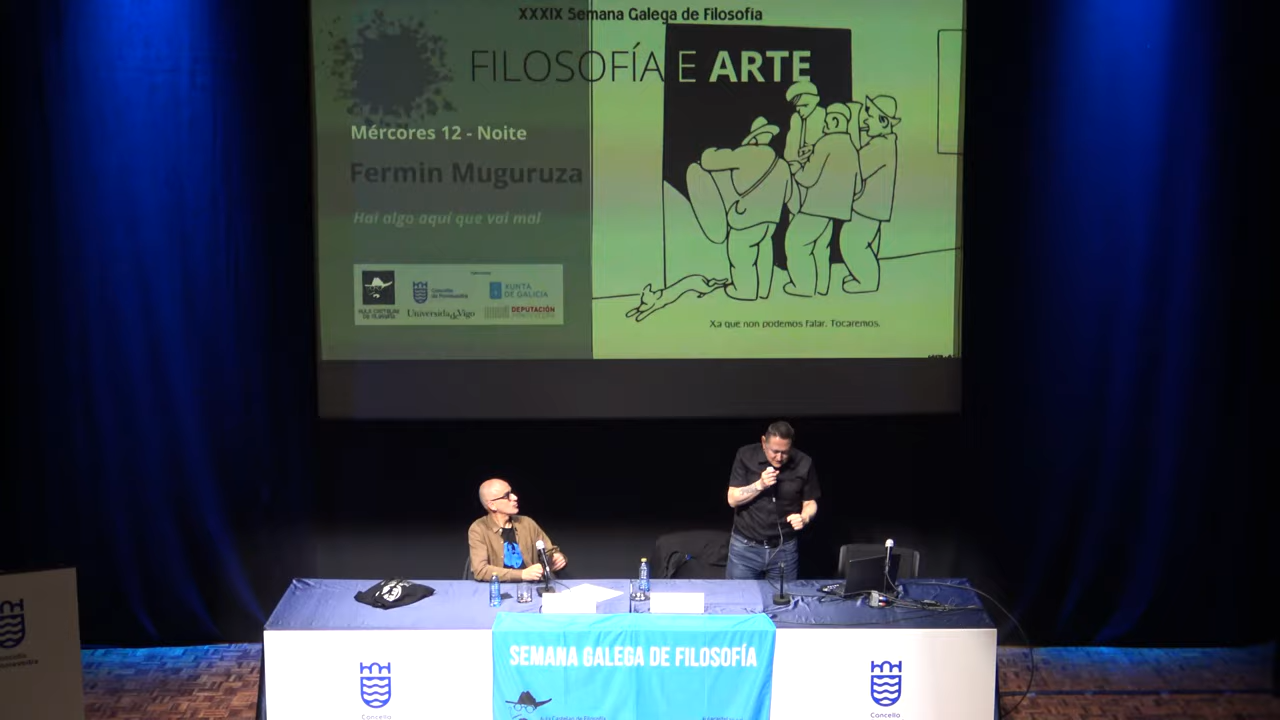 XXXIX Semana Galega de Filosofía
FILOSOFÍA E ARTE
Mércores 12 - Noite
Fermin Muguruza
Hai algo aquí que vai mal
XUNTA
DE GALICIA
Universida de Vigo
DEPUTACIÓN
Xa que non podemos falar. Tocaremos.
SEMANA GALEGA DE FILOSOFÍA
Concello
Concello